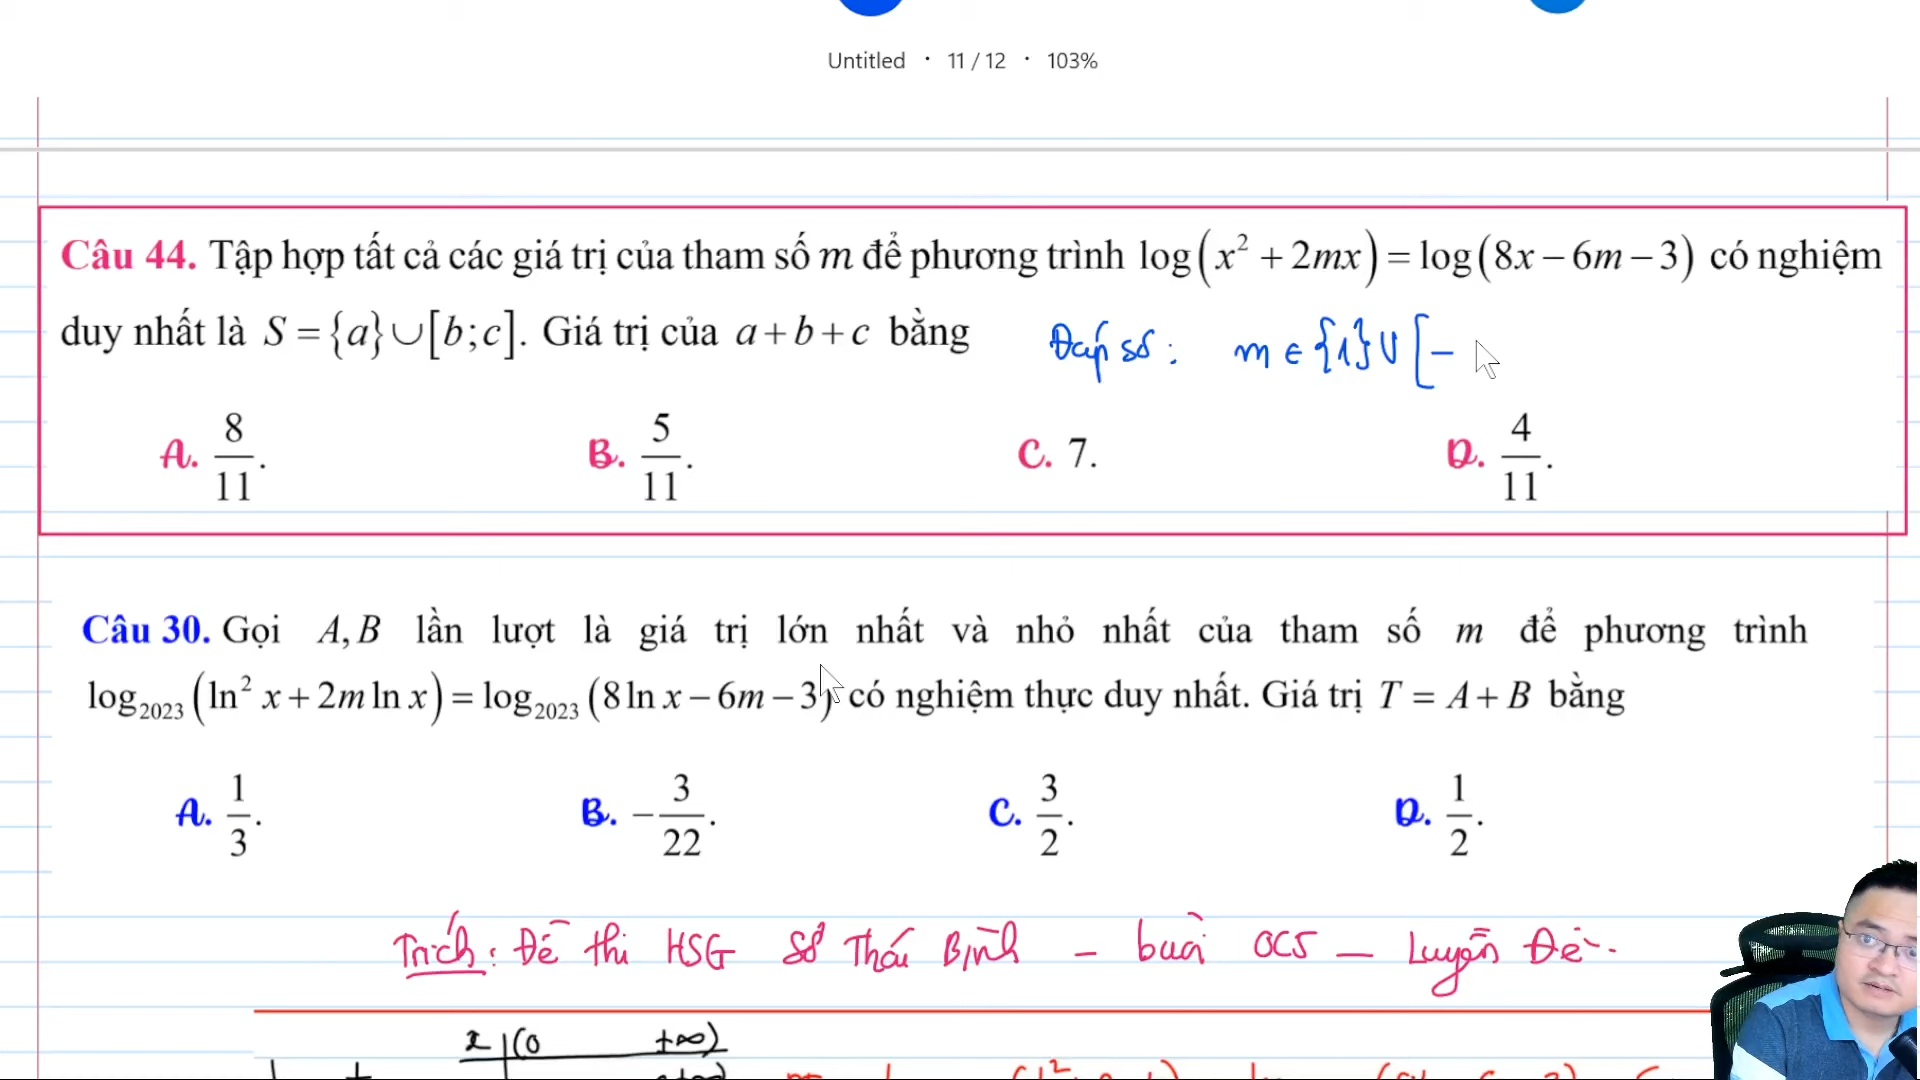 Untitled • 11 / 12 • 103%
Câu 44. Tập hợp tất cả các giá trị của tham số m để phương trình log(x² + 2mx) = log(8x − 6m − 3) có nghiệm
duy nhất là S = {a} ∪ [b; c]. Giá trị của a + b + c bằng
Đáp số: m ∈ {1} ∪ [−
A. 8/11. B. 5/11. C. 7. D. 4/11.
Câu 30. Gọi A, B lần lượt là giá trị lớn nhất và nhỏ nhất của tham số m để phương trình
log₂₀₂₃(ln² x + 2m ln x) = log₂₀₂₃(8 ln x − 6m − 3) có nghiệm thực duy nhất. Giá trị T = A + B bằng
A. 1/3. B. −3/22. C. 3/2. D. 1/2.
Trích: Đề thi HSG Sở Thái Bình – buổi OCS – Luyện Đề.
x (0 +∞)